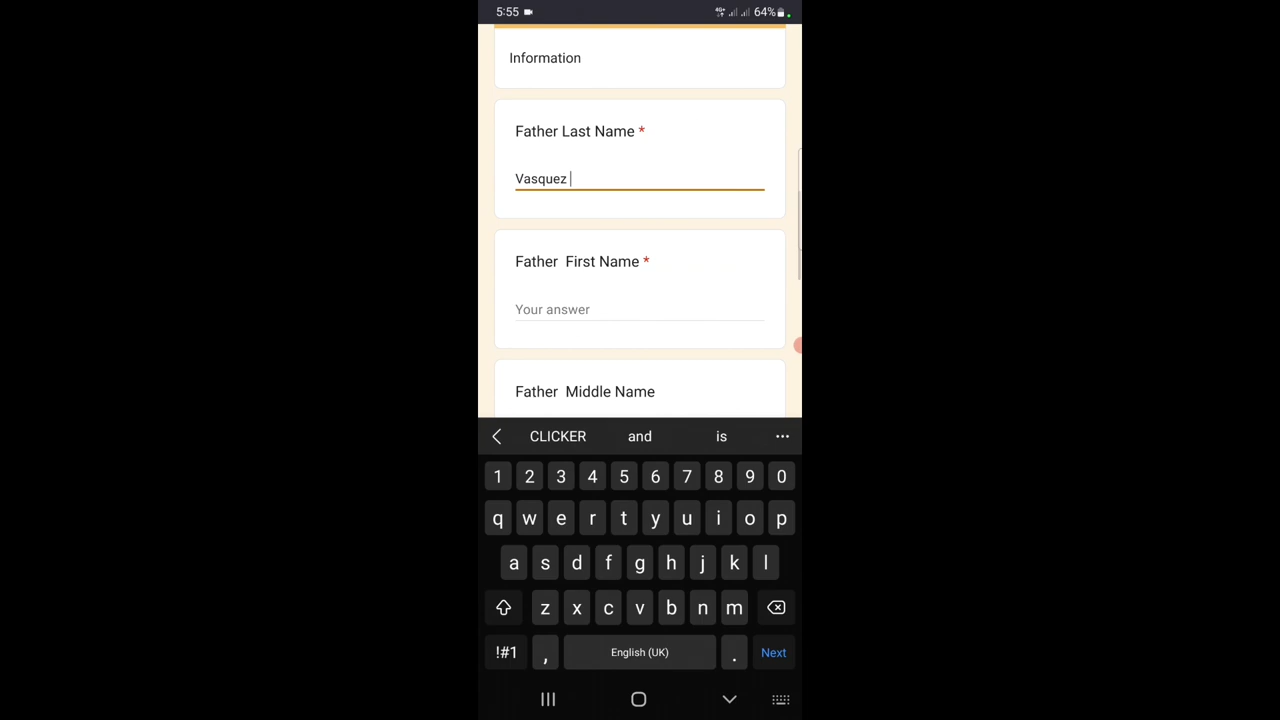 5:55 4G+ 64%
Information
Father Last Name *
Vasquez
Father  First Name *
Your answer
Father  Middle Name
CLICKER and is
1 2 3 4 5 6 7 8 9 0
q w e r t y u i o p
a s d f g h j k l
z x c v b n m
!#1 , English (UK) . Next